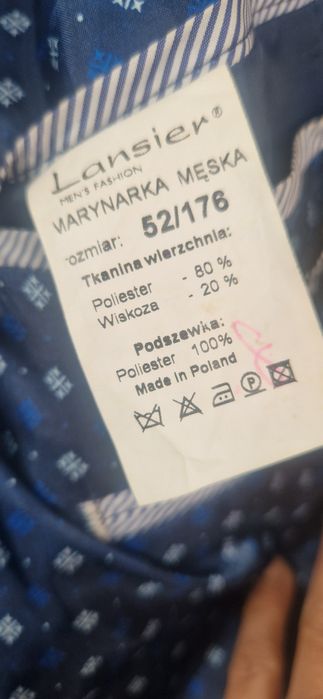 Lansier®
MEN'S FASHION
MARYNARKA MĘSKA
rozmiar: 52/176
Tkanina wierzchnia:
Poliester - 80 %
Wiskoza - 20 %
Podszewka:
Poliester 100%
Made in Poland
P